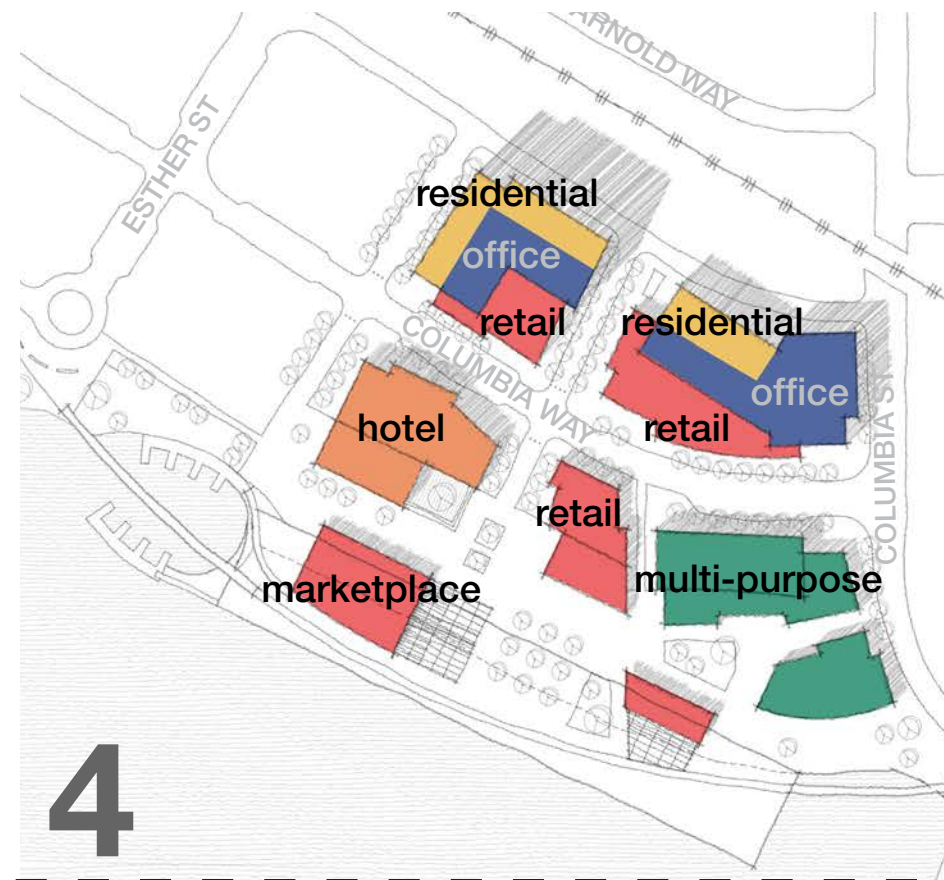 ARNOLD WAY
ESTHER ST
residential
office
retail
residential
office
retail
COLUMBIA WAY
COLUMBIA ST
hotel
retail
marketplace
multi-purpose
4